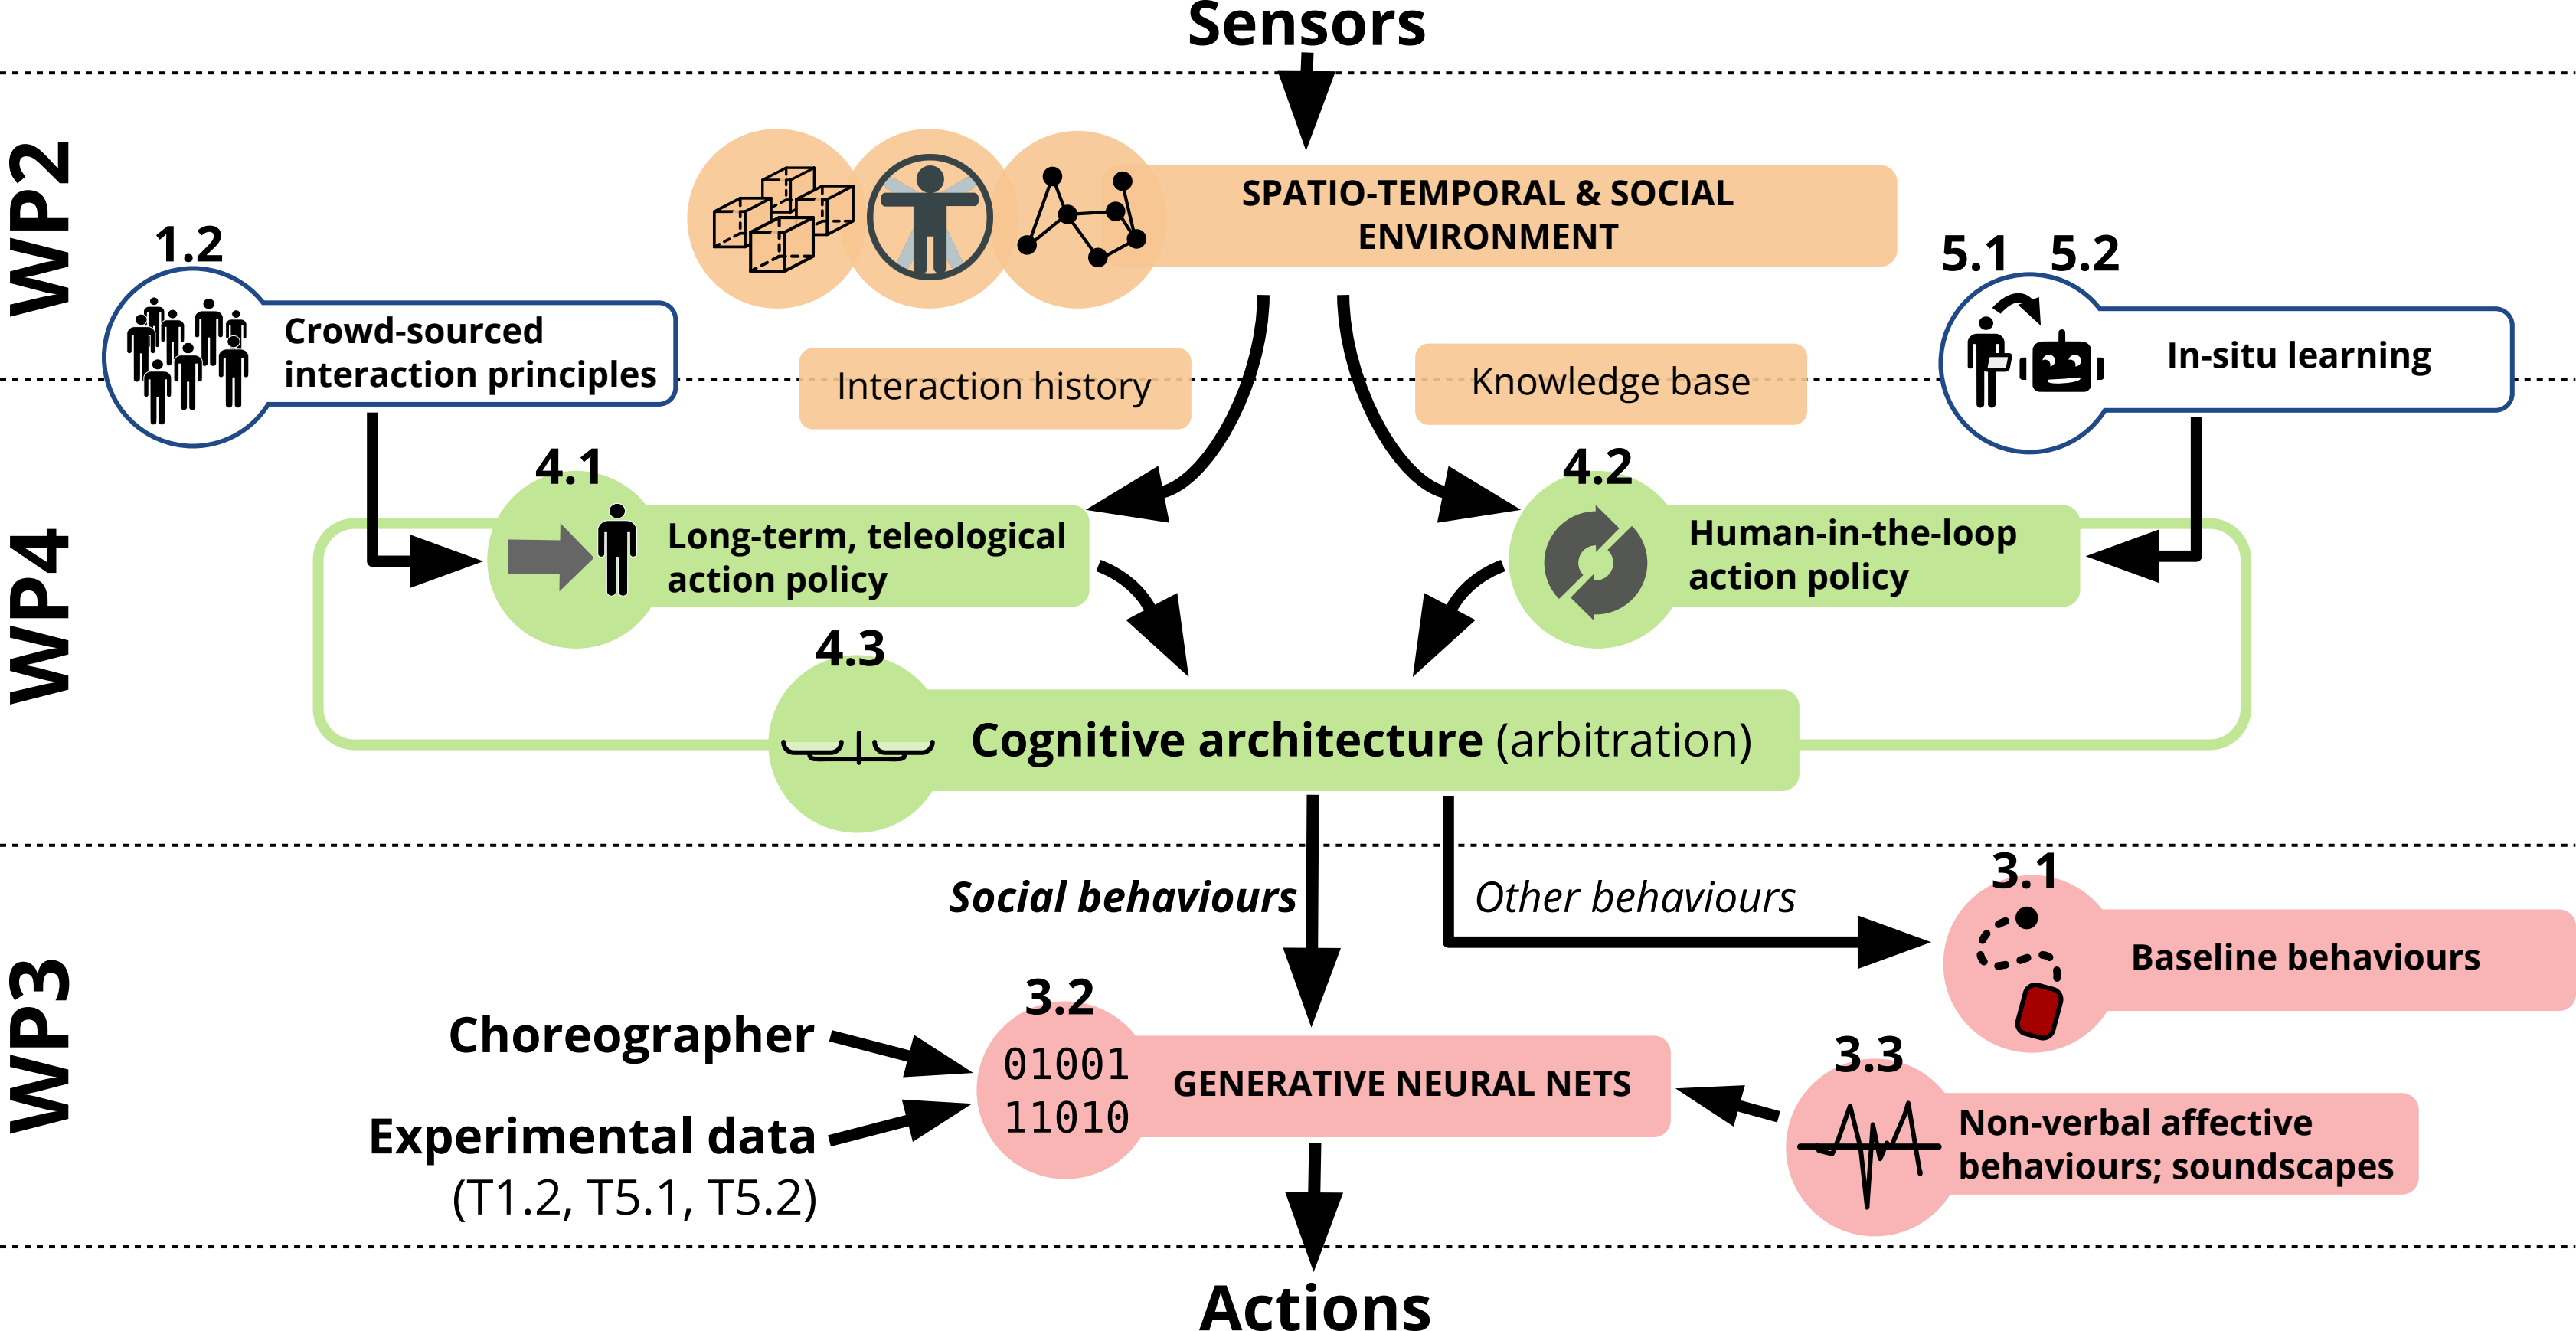 Sensors
WP2
SPATIO-TEMPORAL & SOCIAL
ENVIRONMENT
1.2
Crowd-sourced
interaction principles
5.1 5.2
In-situ learning
Interaction history
Knowledge base
WP4
4.1
Long-term, teleological
action policy
4.2
Human-in-the-loop
action policy
4.3
Cognitive architecture (arbitration)
WP3
Social behaviours
Other behaviours
3.1
Baseline behaviours
Choreographer
Experimental data
(T1.2, T5.1, T5.2)
3.2
01001
11010
GENERATIVE NEURAL NETS
3.3
Non-verbal affective
behaviours; soundscapes
Actions